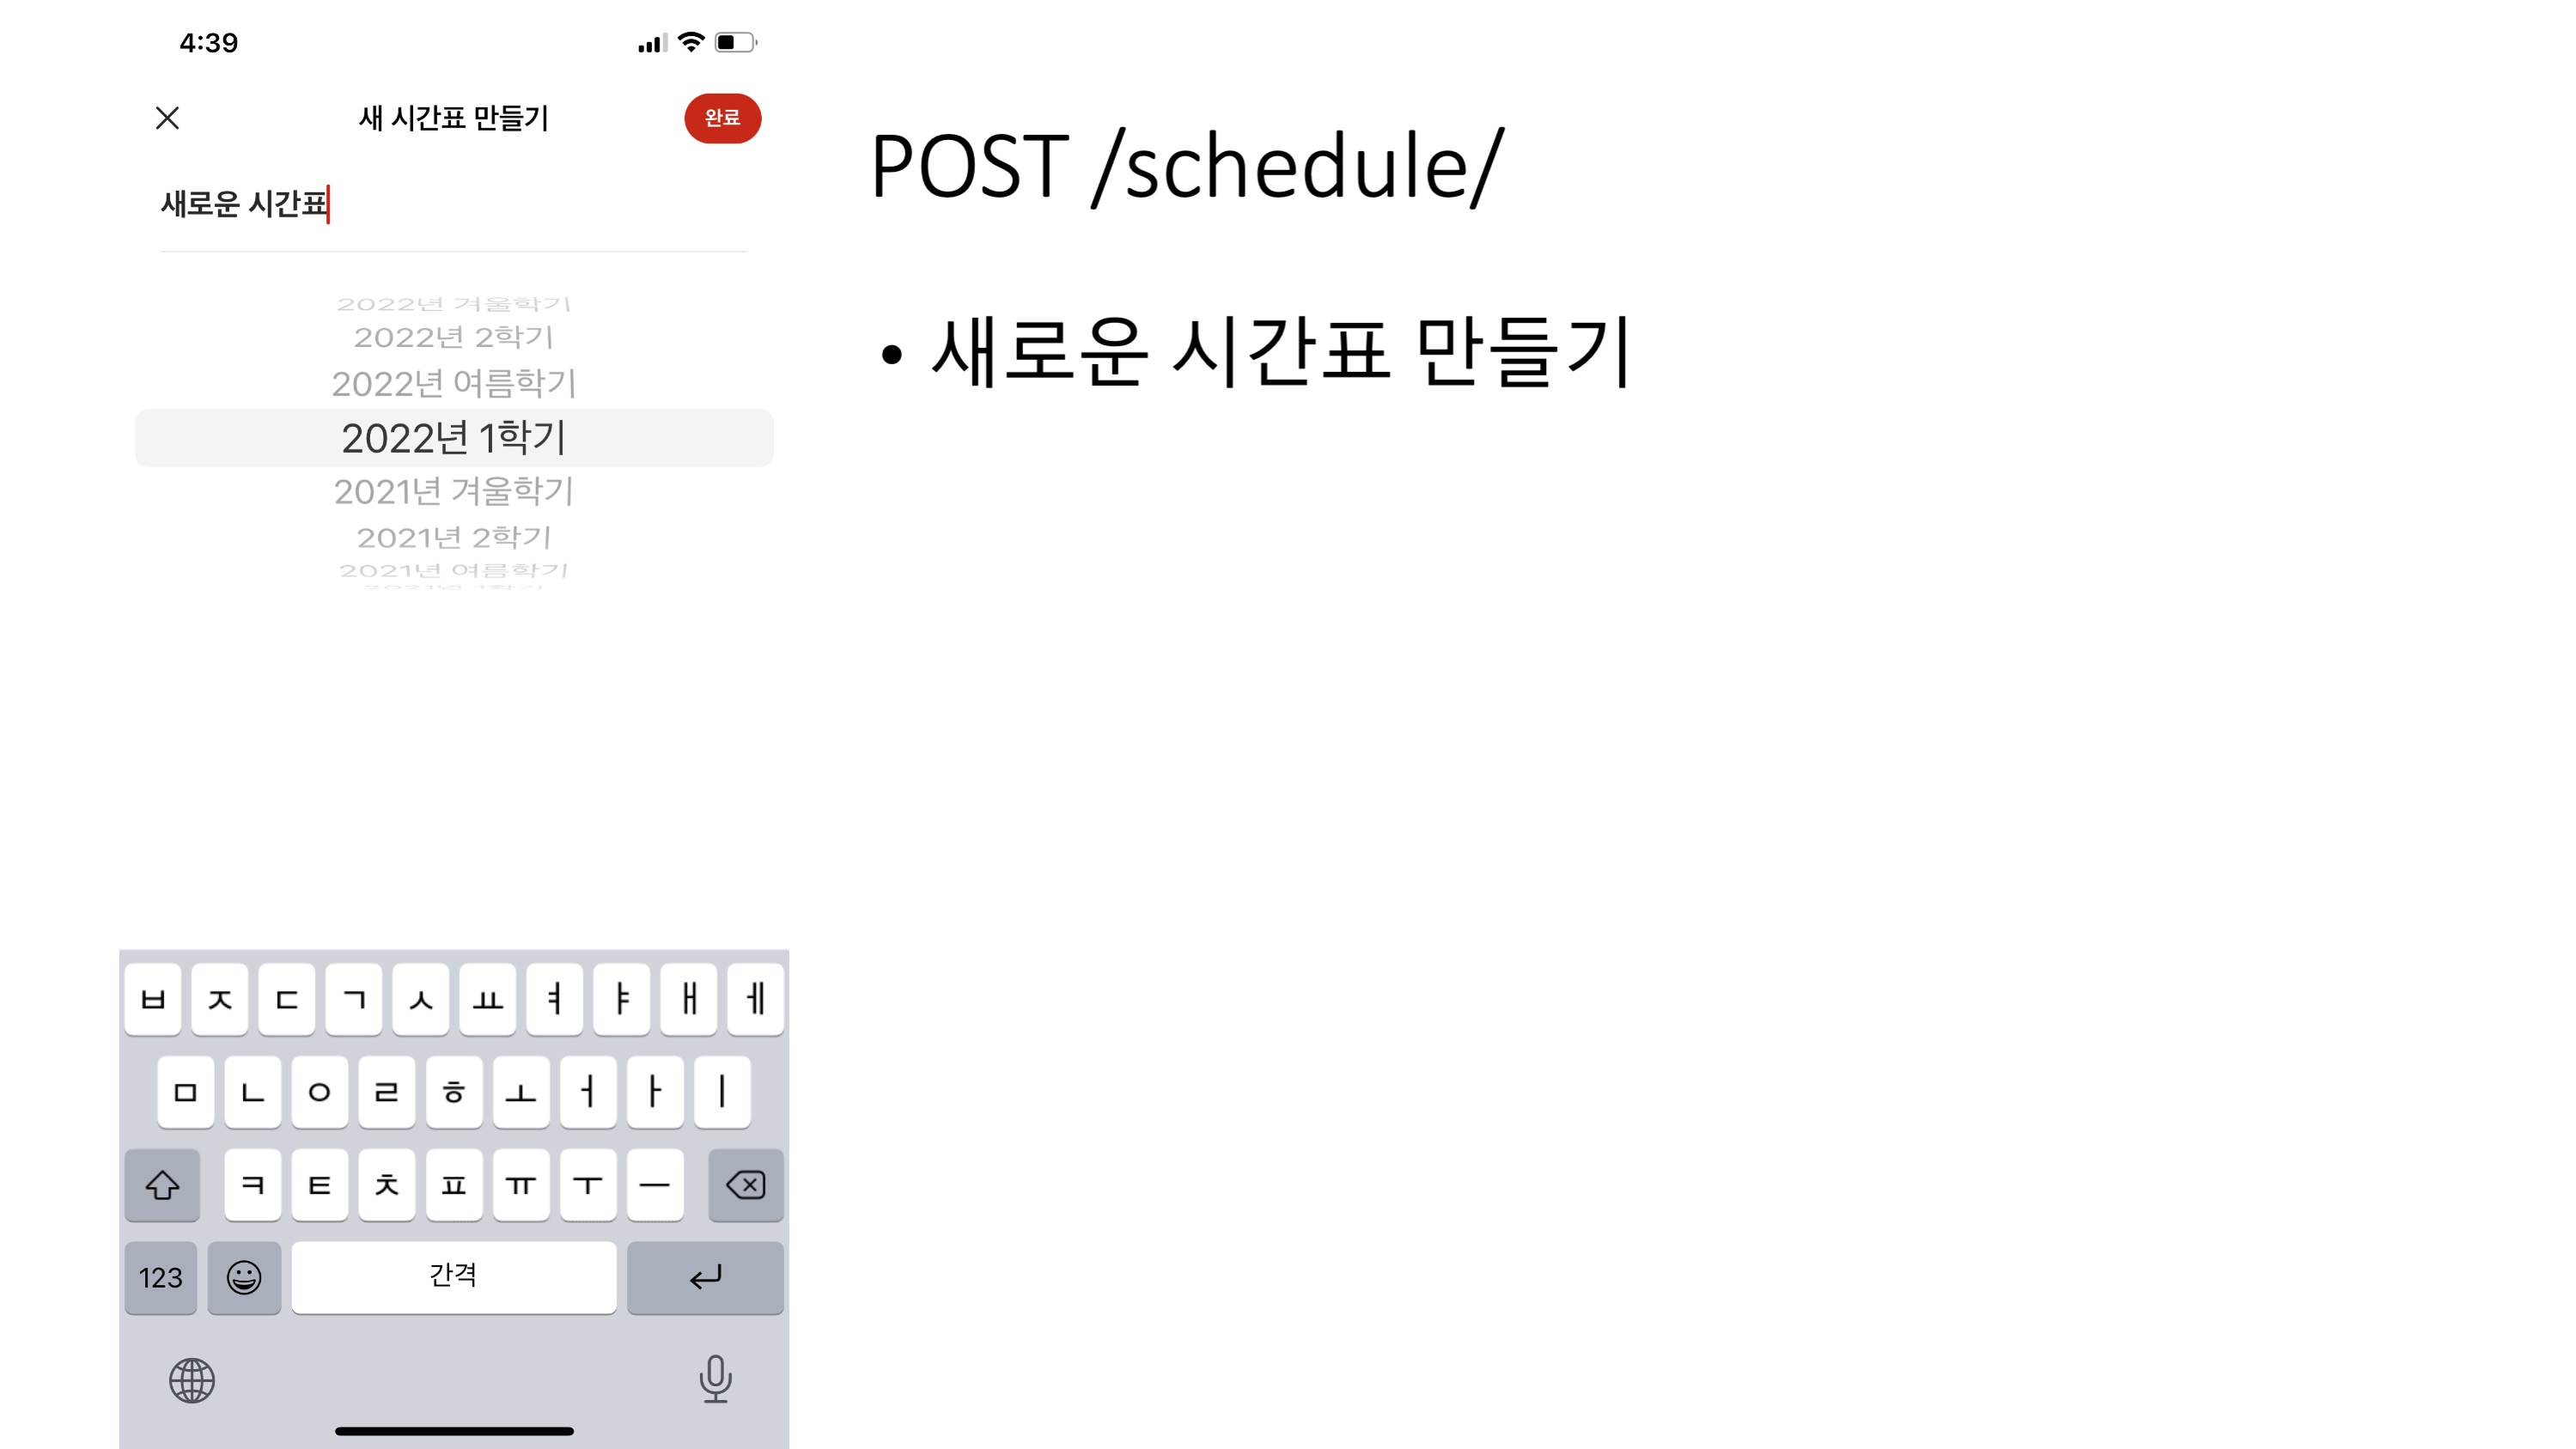 4:39
새 시간표 만들기
완료
새로운 시간표
2022년 겨울학기
2022년 2학기
2022년 여름학기
2022년 1학기
2021년 겨울학기
2021년 2학기
2021년 여름학기
POST /schedule/
• 새로운 시간표 만들기
ㅂ ㅈ ㄷ ㄱ ㅅ ㅛ ㅕ ㅑ ㅐ ㅔ
ㅁ ㄴ ㅇ ㄹ ㅎ ㅗ ㅓ ㅏ ㅣ
ㅋ ㅌ ㅊ ㅍ ㅠ ㅜ ㅡ
123 간격